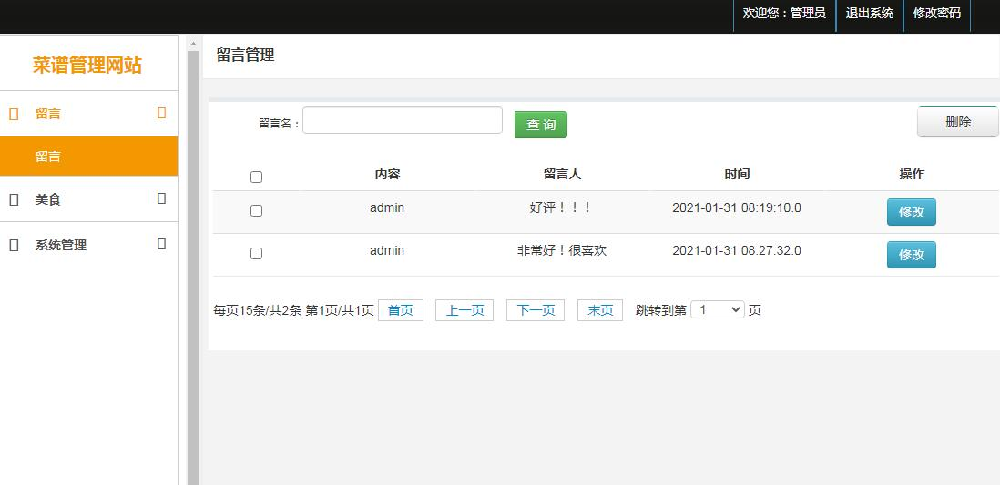 欢迎您：管理员 退出系统 修改密码
菜谱管理网站
留言管理
留言
留言
美食
系统管理
留言名： 查 询 删除
内容 留言人 时间 操作
admin 好评！！！ 2021-01-31 08:19:10.0 修改
admin 非常好！很喜欢 2021-01-31 08:27:32.0 修改
每页15条/共2条 第1页/共1页 首页 上一页 下一页 末页 跳转到第 1 页